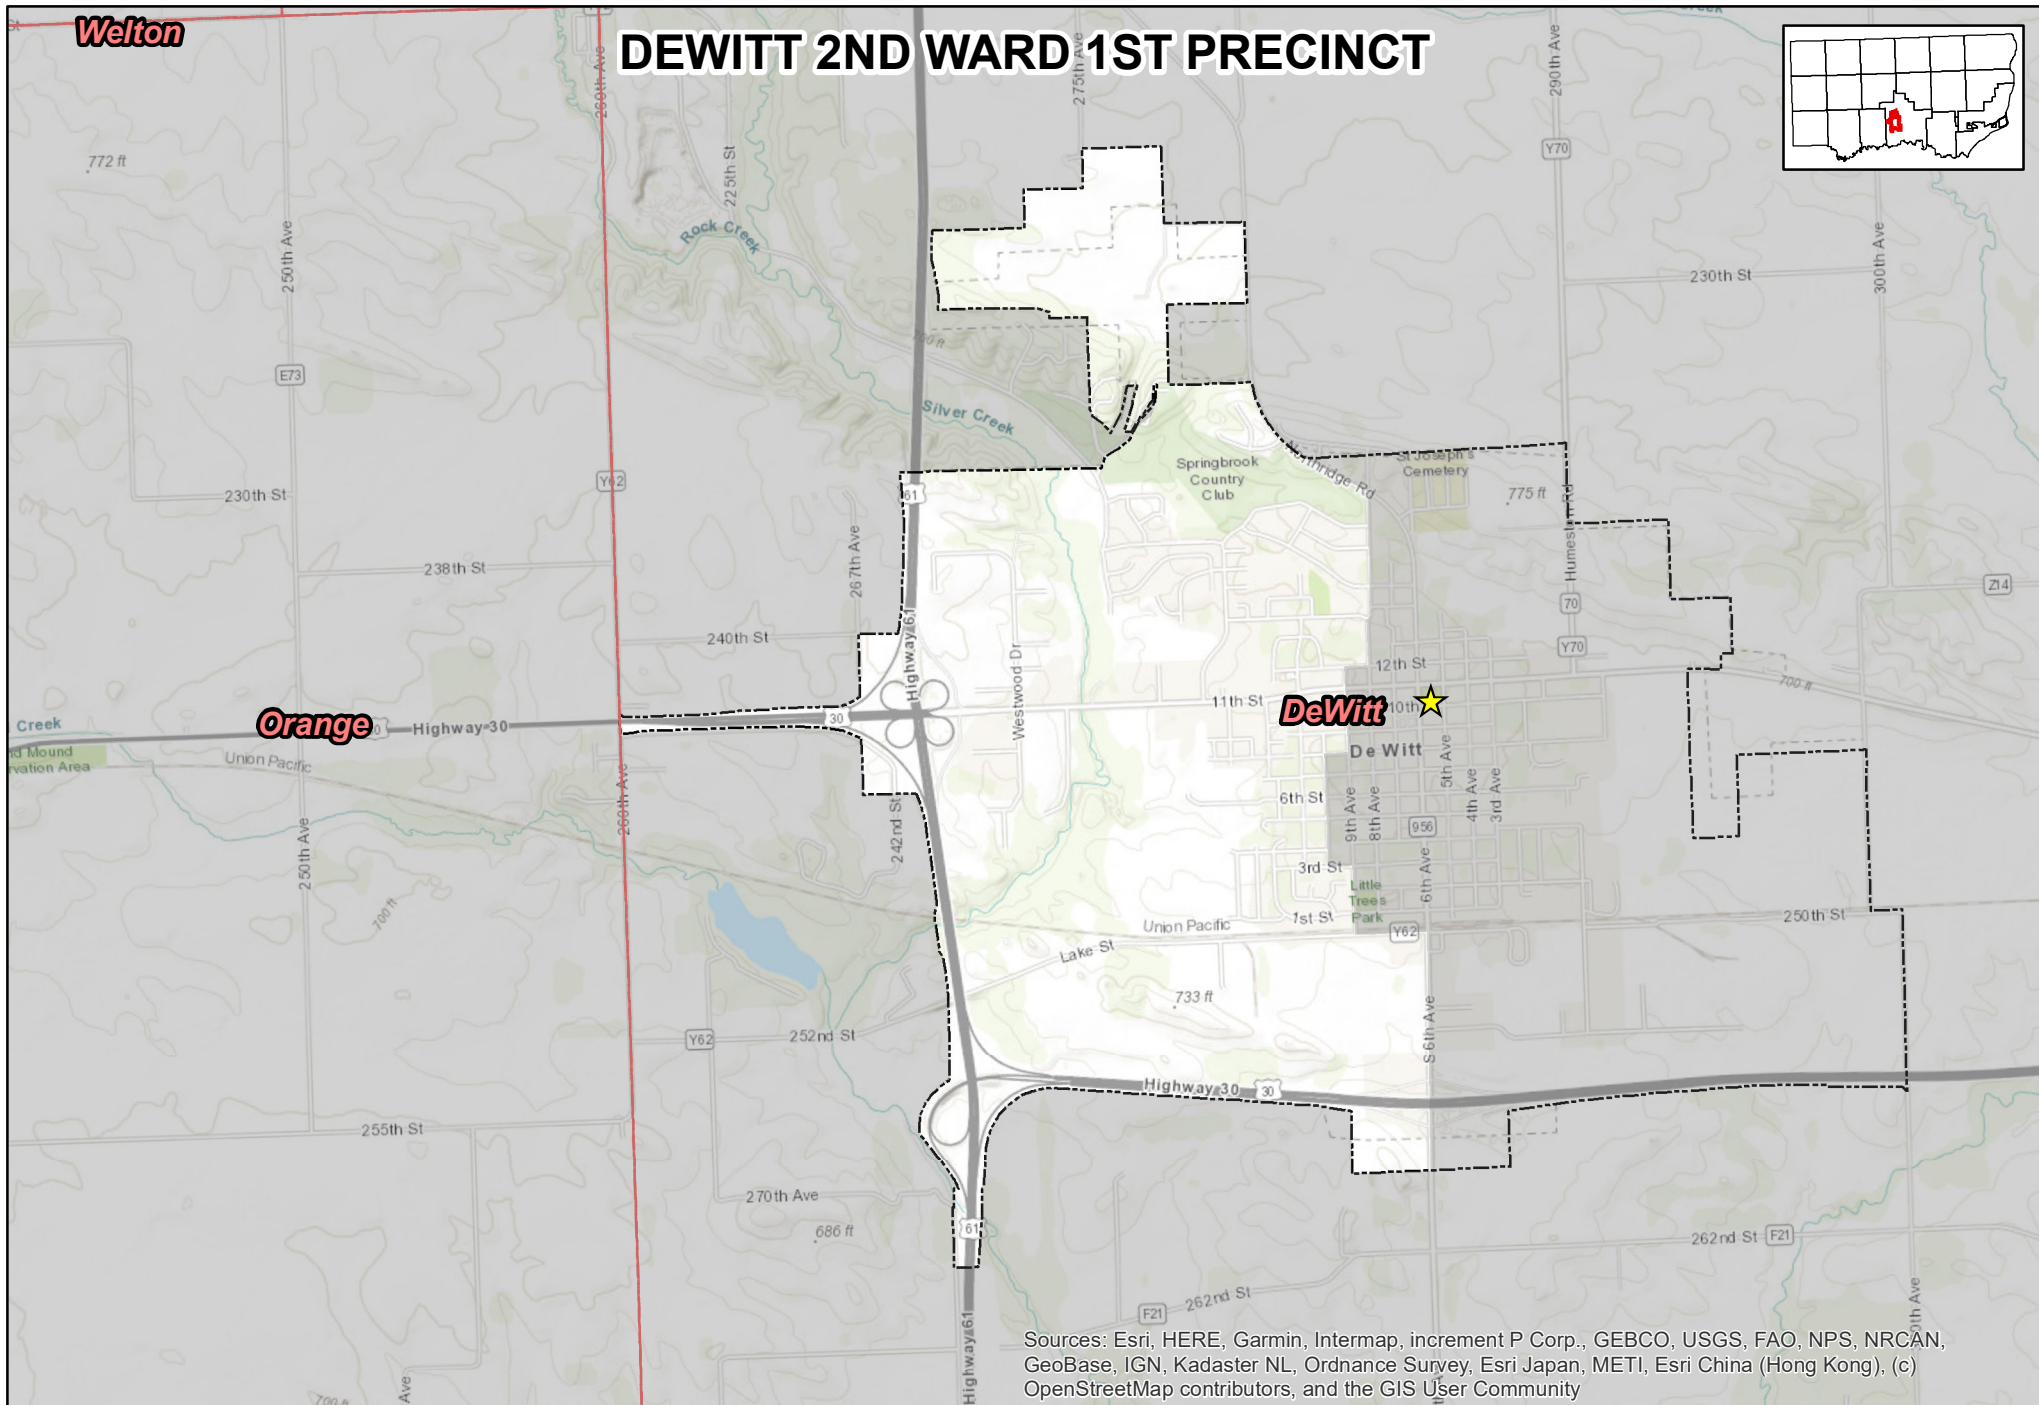 Welton
DEWITT 2ND WARD 1ST PRECINCT
Creek
260th Ave
275th Ave
290th Ave
772 ft
225th St
Y70
Rock Creek
250th Ave
300th Ave
230th St
700 ft
E73
Silver Creek
Northridge Rd
St Joseph's
Cemetery
Springbrook
Country
Club
Y62
230th St
61
775 ft
Humeston Rd
267th Ave
238th St
Z14
70
Highway 61
240th St
Westwood Dr
12th St
Y70
700 ft
11th St
DeWitt
10th
Creek
Orange
Highway 30
30
De Witt
Union Pacific
5th Ave
260th Ave
6th St
9th Ave
8th Ave
4th Ave
3rd Ave
956
242nd St
250th Ave
3rd St
6th Ave
Little
Trees
Park
700 ft
1st St
250th St
Union Pacific
Y62
Lake St
733 ft
Y62
252nd St
S 6th Ave
Highway 30
30
255th St
270th Ave
61
686 ft
262nd St
F21
262nd St
F21
Highway 61
Ave
700 ft
Sources: Esri, HERE, Garmin, Intermap, increment P Corp., GEBCO, USGS, FAO, NPS, NRCAN,
GeoBase, IGN, Kadaster NL, Ordnance Survey, Esri Japan, METI, Esri China (Hong Kong), (c)
OpenStreetMap contributors, and the GIS User Community